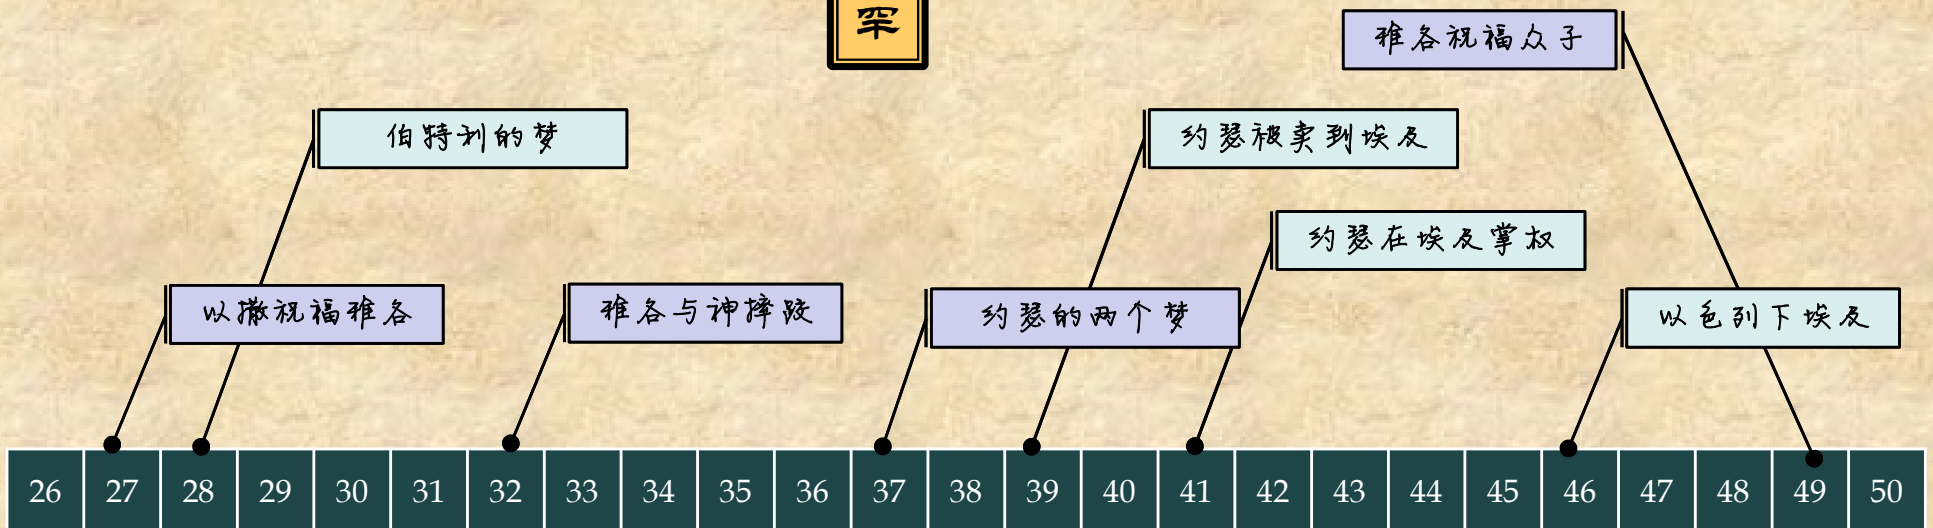 罕
雅各祝福众子
伯特利的梦
约瑟被卖到埃及
约瑟在埃及掌权
以撒祝福雅各
雅各与神摔跤
约瑟的两个梦
以色列下埃及
26 27 28 29 30 31 32 33 34 35 36 37 38 39 40 41 42 43 44 45 46 47 48 49 50